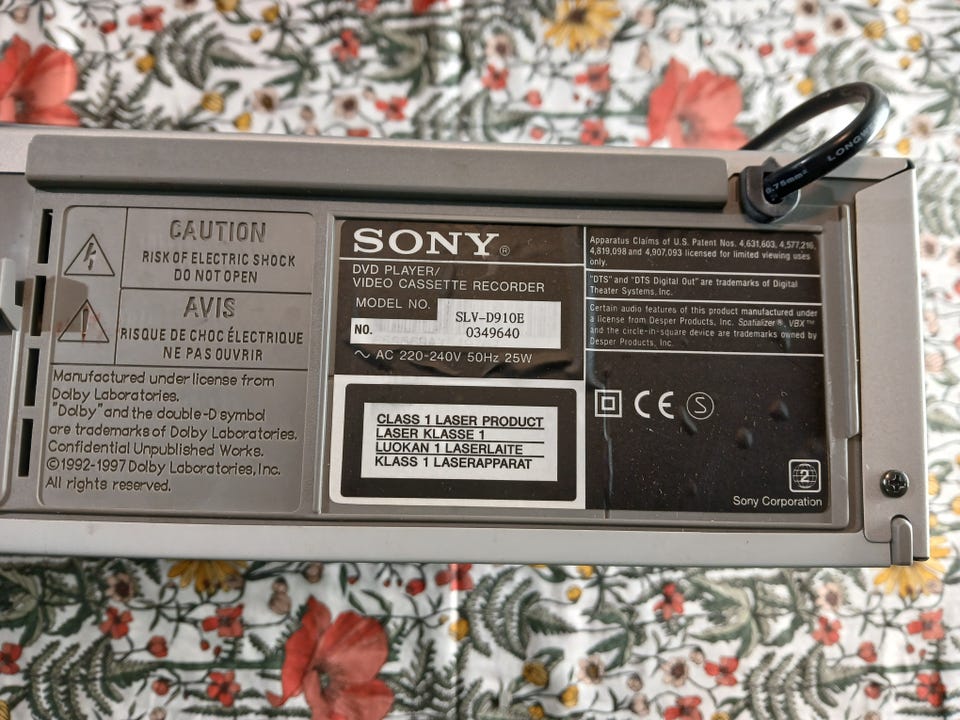 CAUTION
RISK OF ELECTRIC SHOCK
DO NOT OPEN
AVIS
RISQUE DE CHOC ÉLECTRIQUE
NE PAS OUVRIR
Manufactured under license from
Dolby Laboratories.
"Dolby" and the double-D symbol
are trademarks of Dolby Laboratories.
Confidential Unpublished Works.
©1992-1997 Dolby Laboratories, Inc.
All rights reserved.
SONY®
DVD PLAYER/
VIDEO CASSETTE RECORDER
MODEL NO. SLV-D910E
NO. 0349640
~ AC 220-240V 50Hz 25W
CLASS 1 LASER PRODUCT
LASER KLASSE 1
LUOKAN 1 LASERLAITE
KLASS 1 LASERAPPARAT
Apparatus Claims of U.S. Patent Nos. 4,631,603, 4,577,216,
4,819,098 and 4,907,093 licensed for limited viewing uses
only.
"DTS" and "DTS Digital Out" are trademarks of Digital
Theater Systems, Inc.
Certain audio features of this product manufactured under
a license from Desper Products, Inc. Spatializer®, VBX™
and the circle-in-square device are trademarks owned by
Desper Products, Inc.
CE S
2
Sony Corporation
0.75mm² LONGW